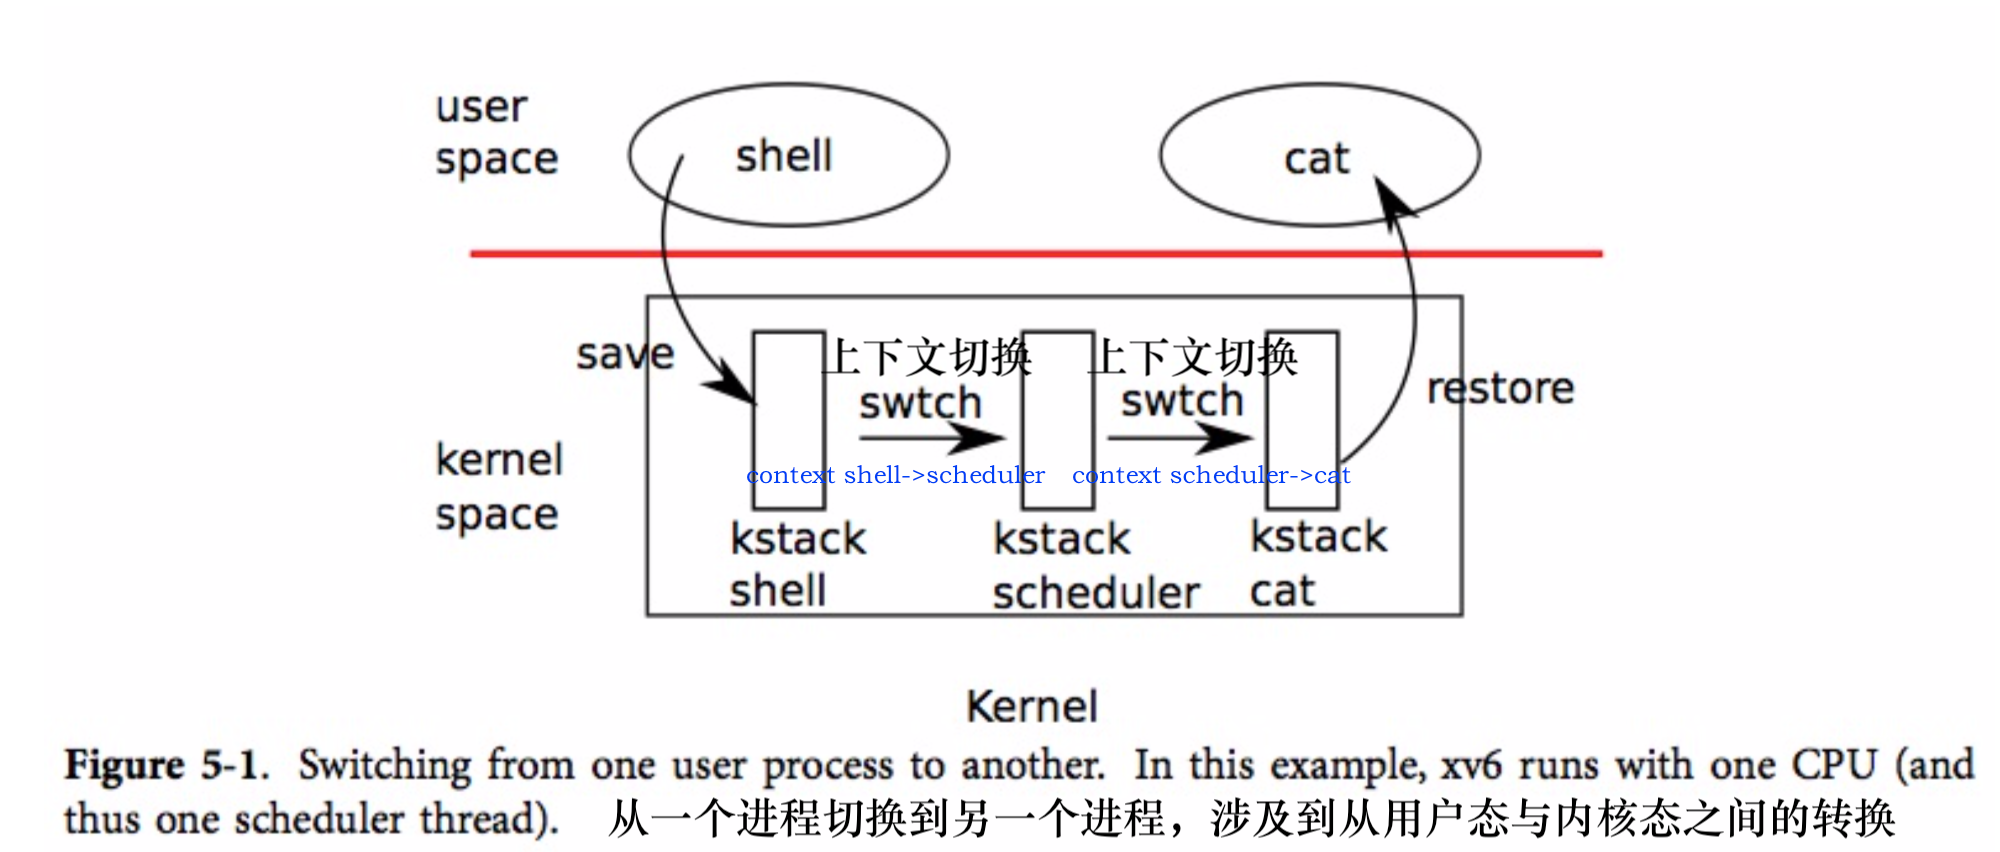 user
space
shell
cat
save
上下文切换
上下文切换
swtch
swtch
restore
context shell->scheduler
context scheduler->cat
kernel
space
kstack
shell
kstack
scheduler
kstack
cat
Kernel
Figure 5-1. Switching from one user process to another. In this example, xv6 runs with one CPU (and
thus one scheduler thread). 从一个进程切换到另一个进程，涉及到从用户态与内核态之间的转换